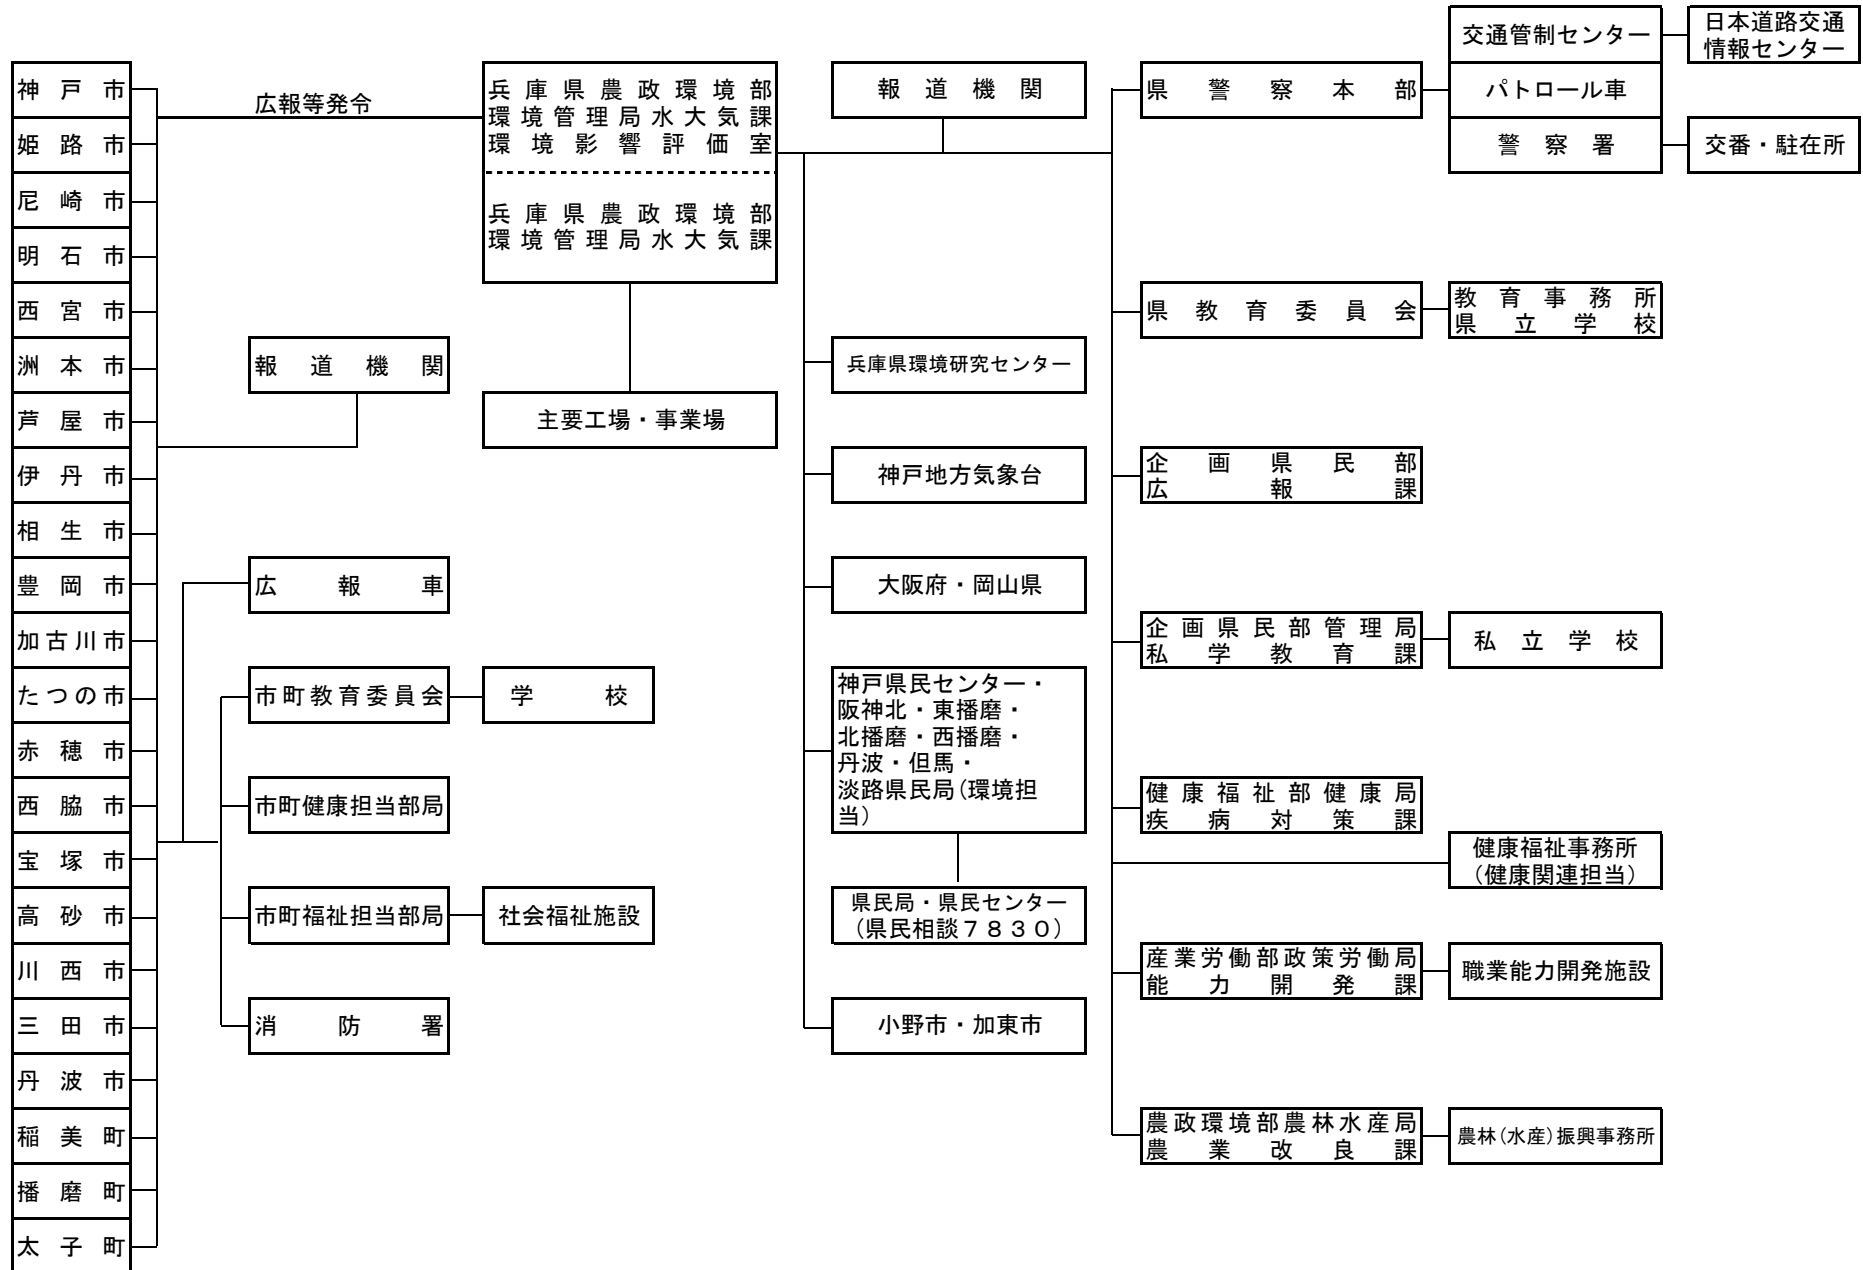 神戸市
姫路市
尼崎市
明石市
西宮市
洲本市
芦屋市
伊丹市
相生市
豊岡市
加古川市
たつの市
赤穂市
西脇市
宝塚市
高砂市
川西市
三田市
丹波市
稲美町
播磨町
太子町
広報等発令
報道機関
広報車
市町教育委員会
学校
市町健康担当部局
市町福祉担当部局
社会福祉施設
消防署
兵庫県農政環境部
環境管理局水大気課
環境影響評価室
兵庫県農政環境部
環境管理局水大気課
主要工場・事業場
報道機関
兵庫県環境研究センター
神戸地方気象台
大阪府・岡山県
神戸県民センター・
阪神北・東播磨・
北播磨・西播磨・
丹波・但馬・
淡路県民局(環境担
当)
県民局・県民センター
(県民相談7830)
小野市・加東市
県警察本部
交通管制センター
パトロール車
警察署
日本道路交通
情報センター
交番・駐在所
県教育委員会
教育事務所
県立学校
企画県民部
広報課
企画県民部管理局
私学教育課
私立学校
健康福祉部健康局
疾病対策課
健康福祉事務所
(健康関連担当)
産業労働部政策労働局
能力開発課
職業能力開発施設
農政環境部農林水産局
農業改良課
農林(水産)振興事務所